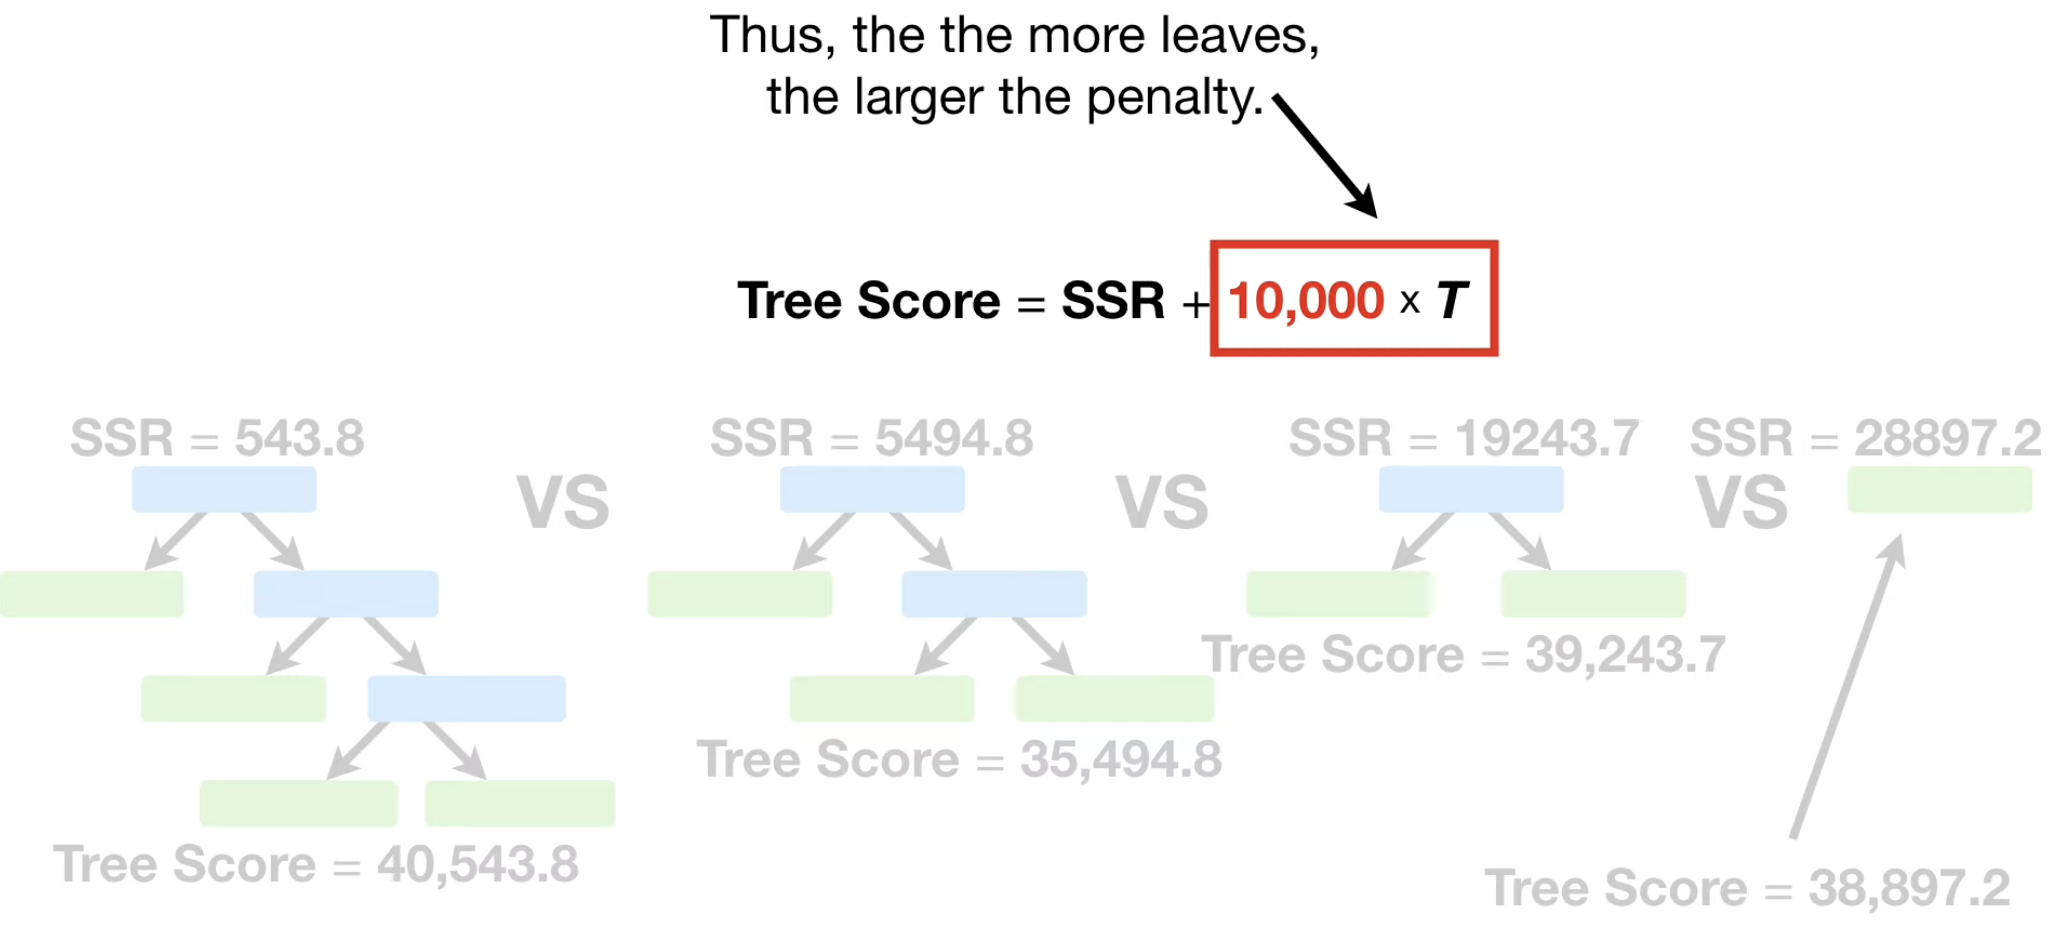 Thus, the the more leaves,
the larger the penalty.
Tree Score = SSR + 10,000 x T
SSR = 543.8
SSR = 5494.8
SSR = 19243.7
SSR = 28897.2
VS
VS
VS
Tree Score = 39,243.7
Tree Score = 35,494.8
Tree Score = 40,543.8
Tree Score = 38,897.2